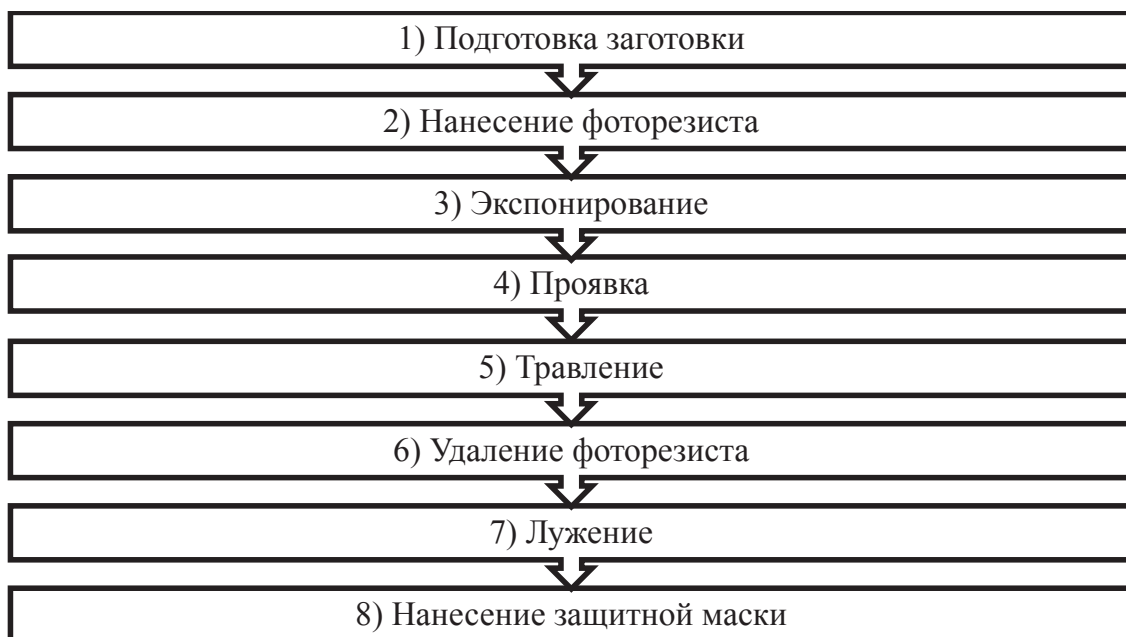 1) Подготовка заготовки
2) Нанесение фоторезиста
3) Экспонирование
4) Проявка
5) Травление
6) Удаление фоторезиста
7) Лужение
8) Нанесение защитной маски